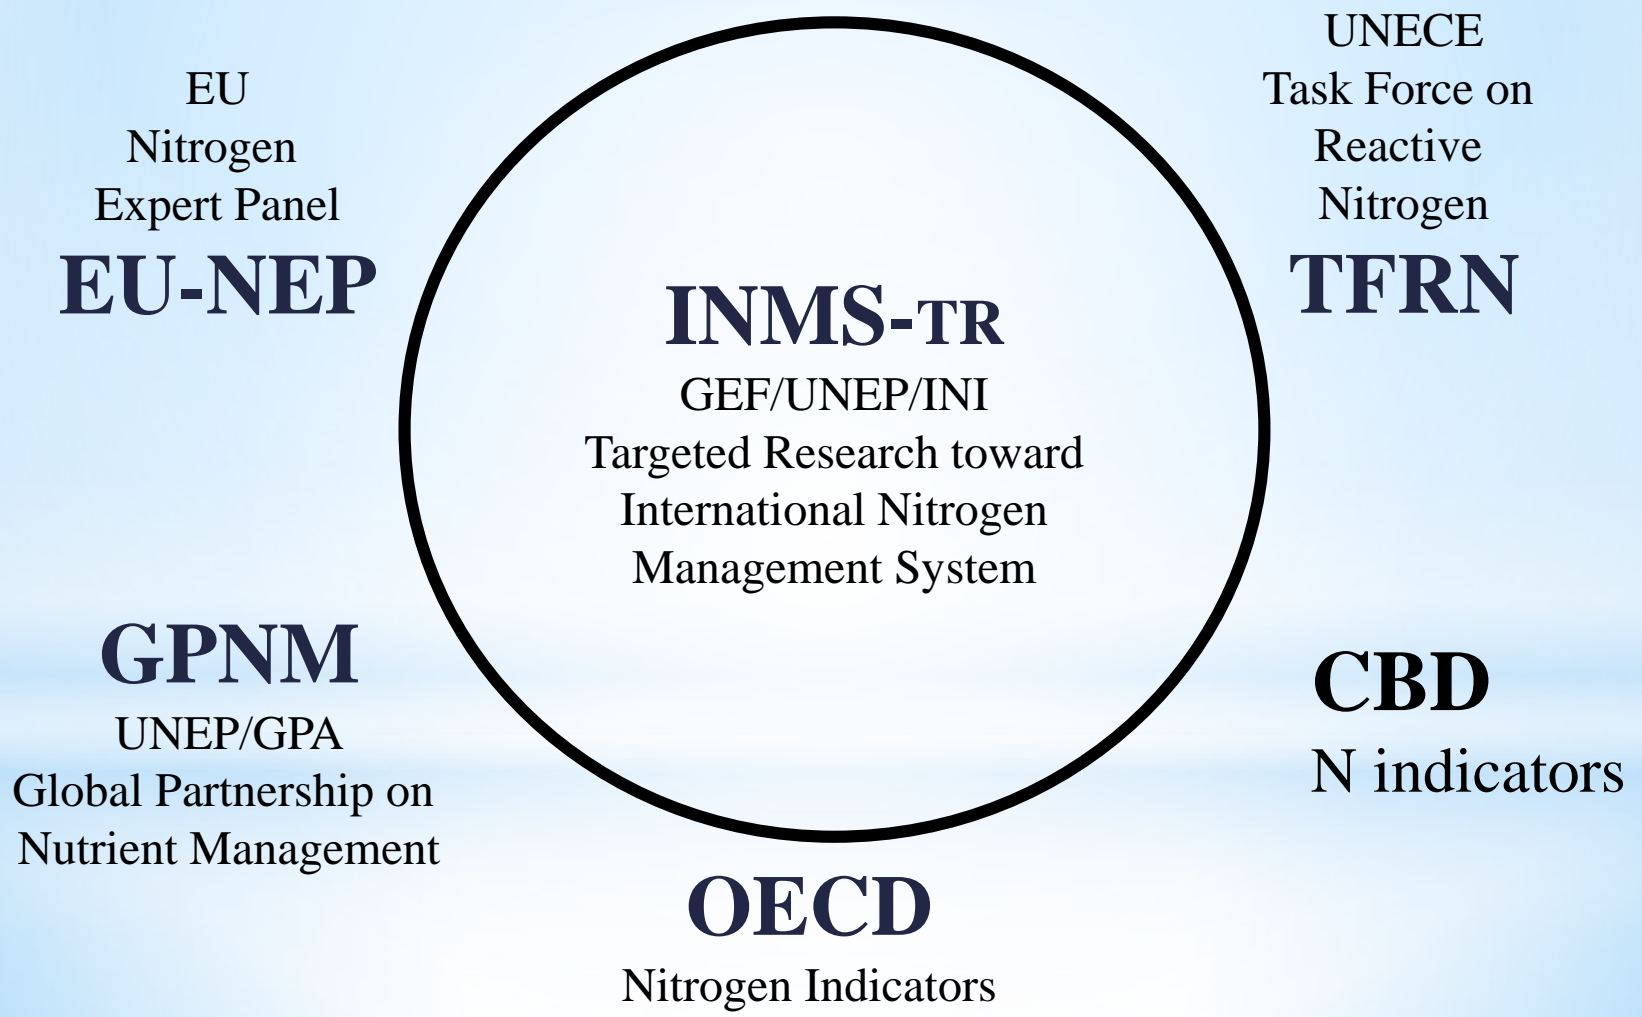 EU
Nitrogen
Expert Panel
EU-NEP
UNECE
Task Force on
Reactive
Nitrogen
TFRN
INMS-TR
GEF/UNEP/INI
Targeted Research toward
International Nitrogen
Management System
GPNM
UNEP/GPA
Global Partnership on
Nutrient Management
CBD
N indicators
OECD
Nitrogen Indicators